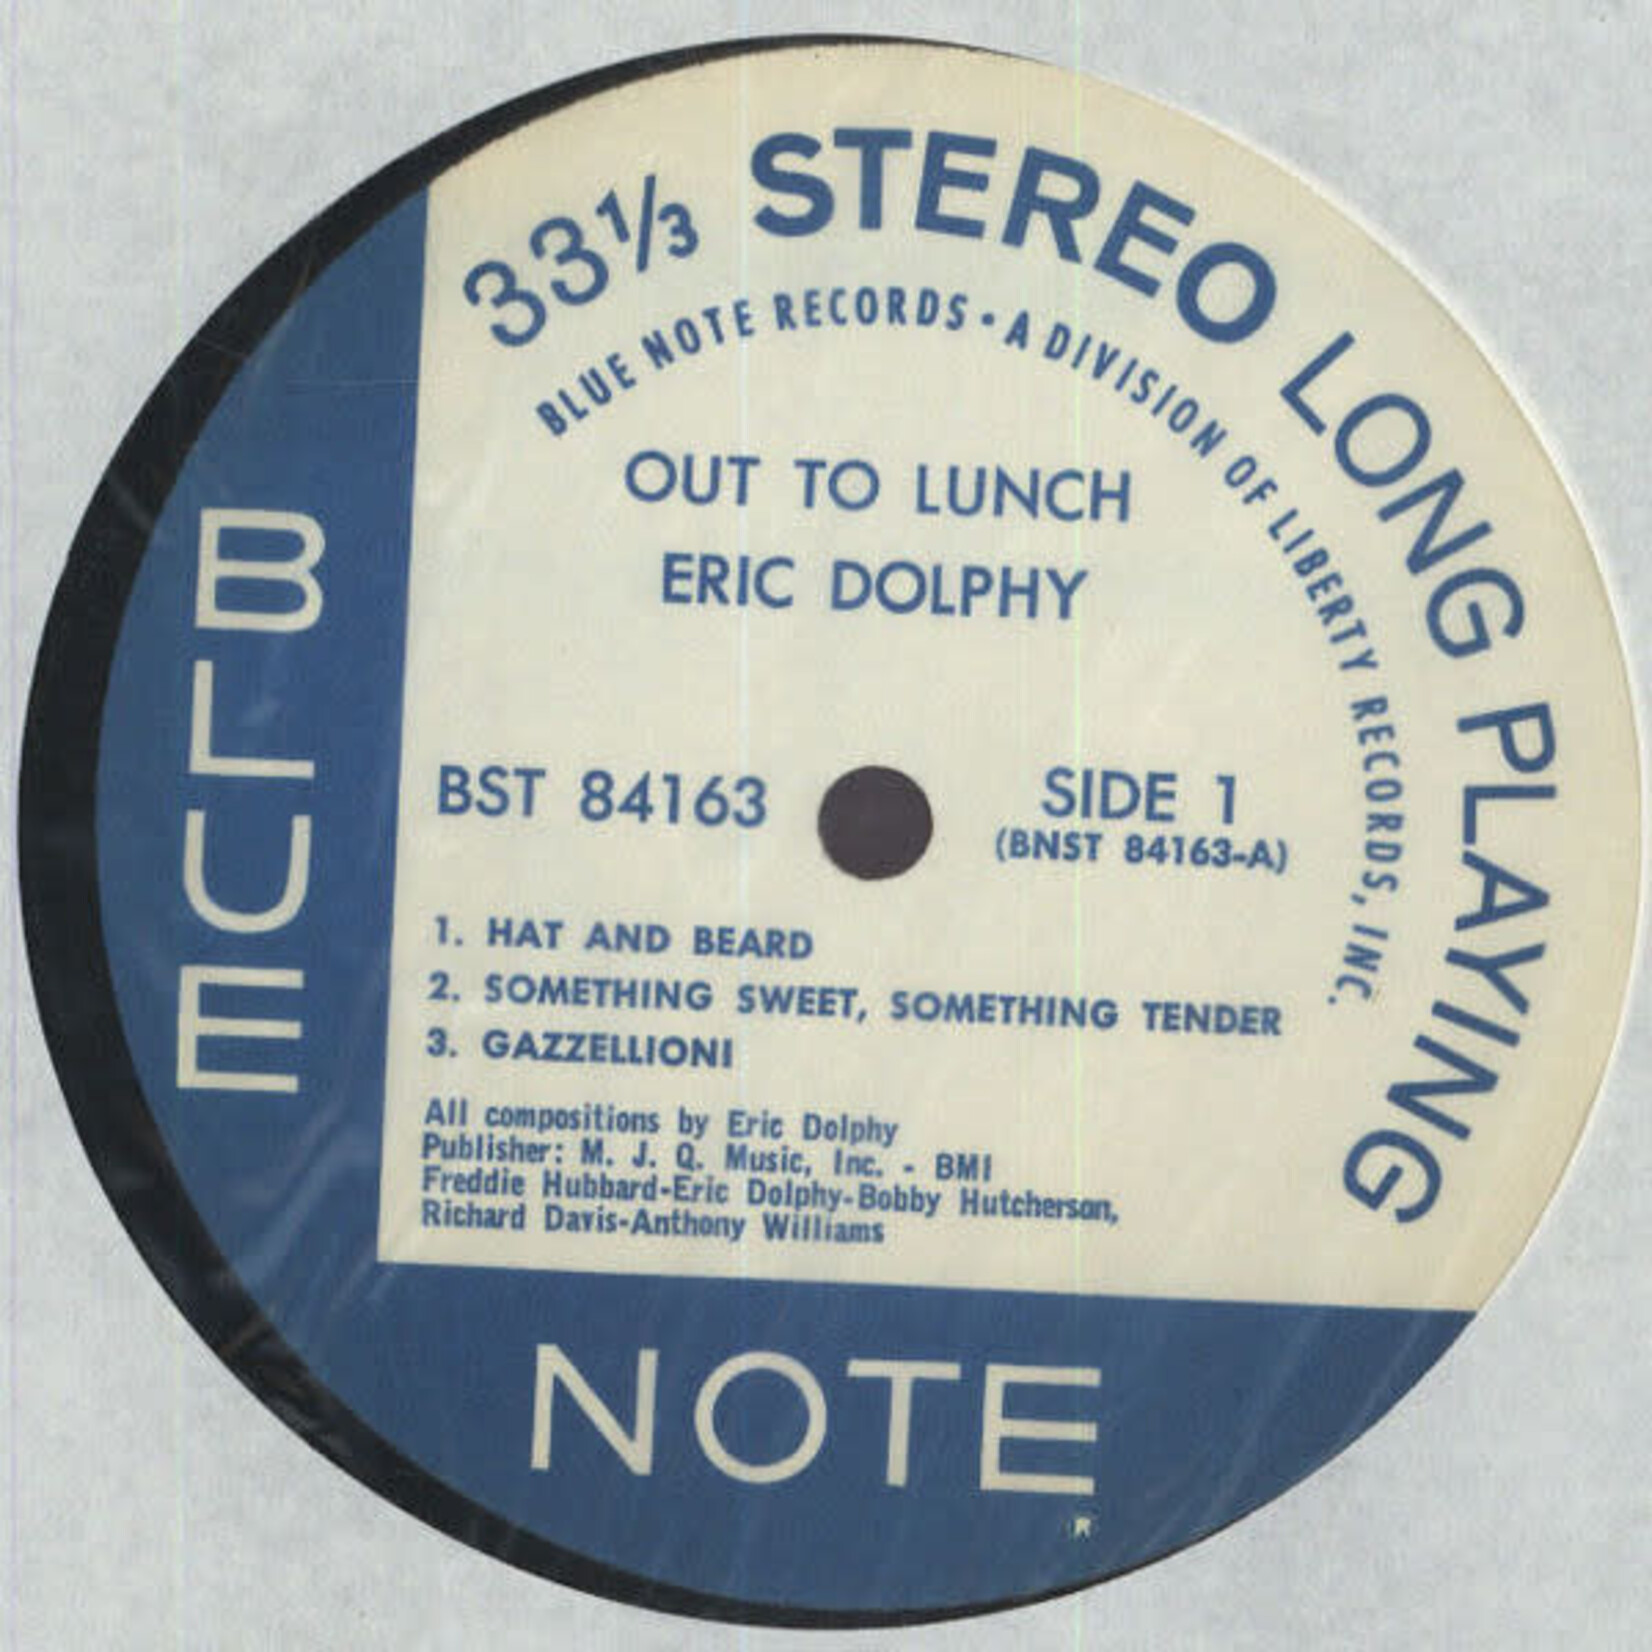 33 1/3 STEREO LONG PLAYING
BLUE NOTE RECORDS • A DIVISION OF LIBERTY RECORDS, INC.
OUT TO LUNCH
ERIC DOLPHY
BST 84163
SIDE 1
(BNST 84163-A)
1. HAT AND BEARD
2. SOMETHING SWEET, SOMETHING TENDER
3. GAZZELLIONI
All compositions by Eric Dolphy
Publisher: M. J. Q. Music, Inc. - BMI
Freddie Hubbard-Eric Dolphy-Bobby Hutcherson,
Richard Davis-Anthony Williams
BLUE
NOTE
R